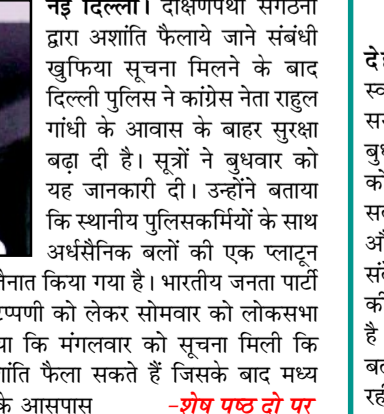 नई दिल्ली। दक्षिणपंथी संगठनों
द्वारा अशांति फैलाये जाने संबंधी
खुफिया सूचना मिलने के बाद
दिल्ली पुलिस ने कांग्रेस नेता राहुल
गांधी के आवास के बाहर सुरक्षा
बढ़ा दी है। सूत्रों ने बुधवार को
यह जानकारी दी। उन्होंने बताया
कि स्थानीय पुलिसकर्मियों के साथ
अर्धसैनिक बलों की एक प्लाटून
किया गया है। भारतीय जनता पार्टी
को लेकर सोमवार को लोकसभा
कि मंगलवार को सूचना मिली कि
फैला सकते हैं जिसके बाद मध्य
के आसपास -शेष पष्ठ दो पर